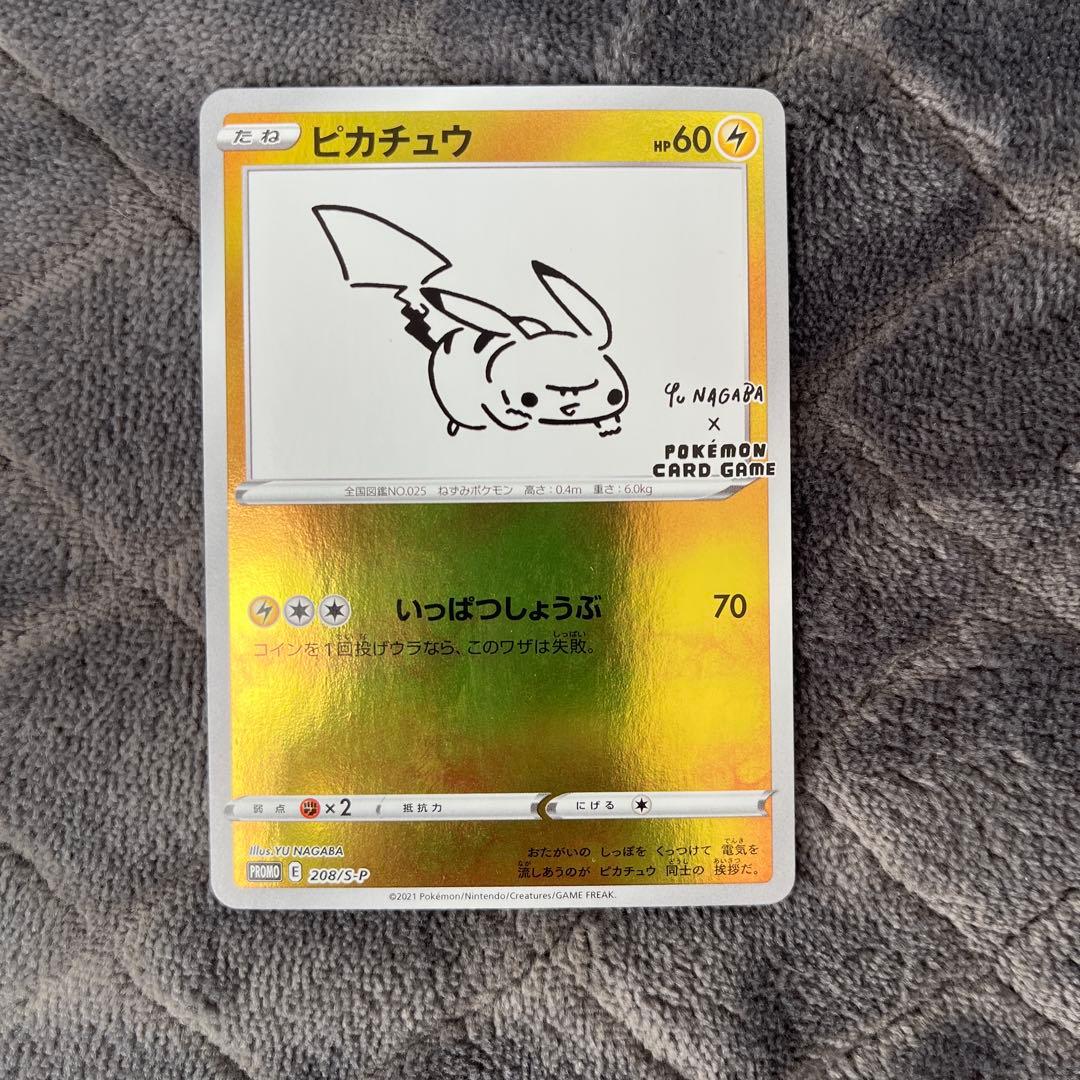 たね ピカチュウ HP60
Yu NAGABA
×
POKÉMON
CARD GAME
全国図鑑NO.025 ねずみポケモン 高さ:0.4m 重さ:6.0kg
いっぱつしょうぶ 70
コインを1回投げウラなら、このワザは失敗。
弱点 ×2 抵抗力 にげる
Illus.YU NAGABA
おたがいの しっぽを くっつけて 電気を
流しあうのが ピカチュウ 同士の 挨拶だ。
PROMO E 208/S-P
©2021 Pokémon/Nintendo/Creatures/GAME FREAK.